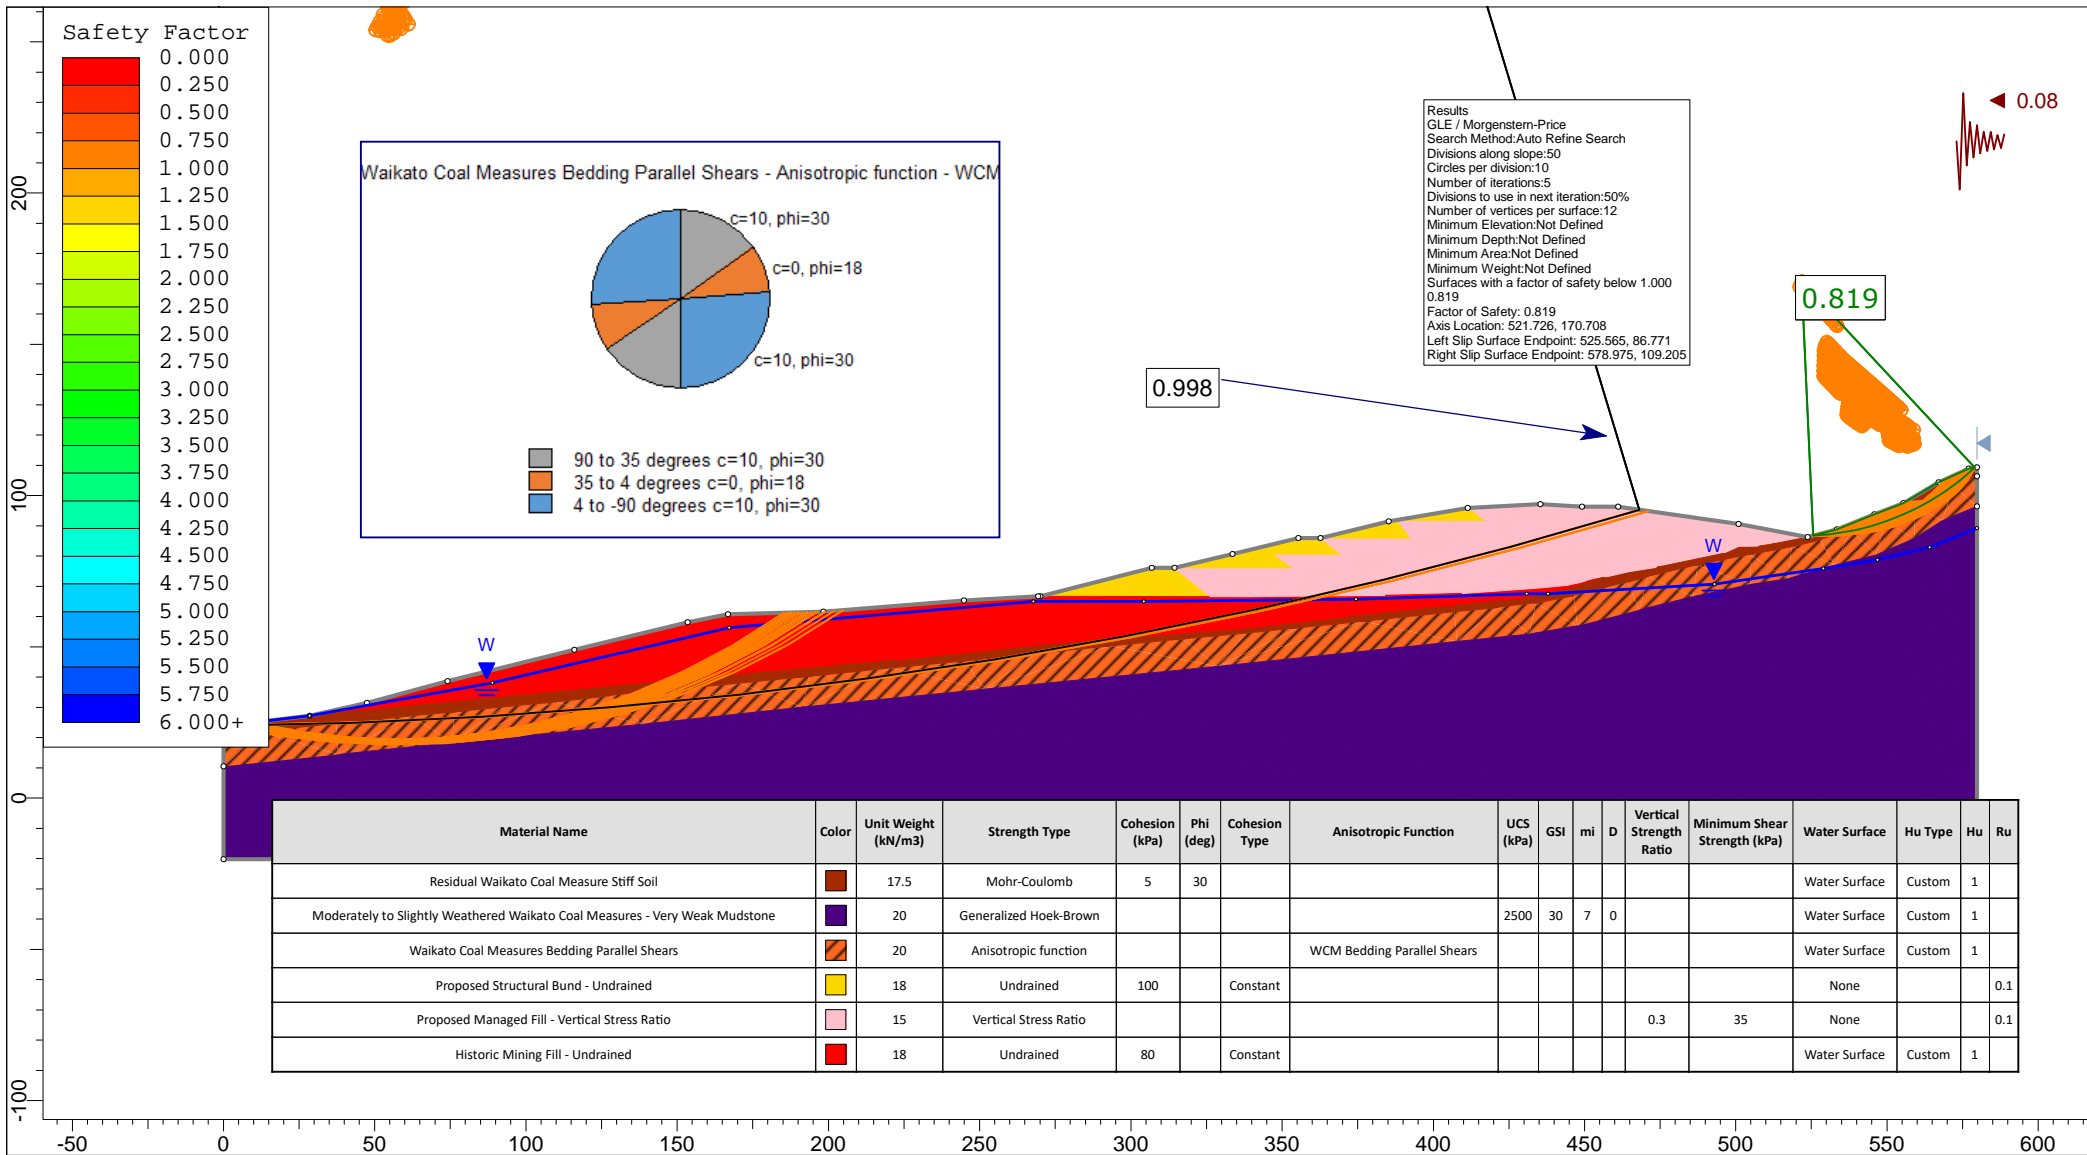 Safety Factor
0.000
0.250
0.500
0.750
1.000
1.250
1.500
1.750
2.000
2.250
2.500
2.750
3.000
3.250
3.500
3.750
4.000
4.250
4.500
4.750
5.000
5.250
5.500
5.750
6.000+
Waikato Coal Measures Bedding Parallel Shears - Anisotropic function - WCM
c=10, phi=30
c=0, phi=18
c=10, phi=30
90 to 35 degrees c=10, phi=30
35 to 4 degrees c=0, phi=18
4 to -90 degrees c=10, phi=30
Results
GLE / Morgenstern-Price
Search Method:Auto Refine Search
Divisions along slope:50
Circles per division:10
Number of iterations:5
Divisions to use in next iteration:50%
Number of vertices per surface:12
Minimum Elevation:Not Defined
Minimum Depth:Not Defined
Minimum Area:Not Defined
Minimum Weight:Not Defined
Surfaces with a factor of safety below 1.000
0.819
Factor of Safety: 0.819
Axis Location: 521.726, 170.708
Left Slip Surface Endpoint: 525.565, 86.771
Right Slip Surface Endpoint: 578.975, 109.205
0.08
0.819
0.998
W
W
200
100
0
-100
Material Name Color Unit Weight (kN/m3) Strength Type Cohesion (kPa) Phi (deg) Cohesion Type Anisotropic Function UCS (kPa) GSI mi D Vertical Strength Ratio Minimum Shear Strength (kPa) Water Surface Hu Type Hu Ru
Residual Waikato Coal Measure Stiff Soil 17.5 Mohr-Coulomb 5 30 Water Surface Custom 1
Moderately to Slightly Weathered Waikato Coal Measures - Very Weak Mudstone 20 Generalized Hoek-Brown 2500 30 7 0 Water Surface Custom 1
Waikato Coal Measures Bedding Parallel Shears 20 Anisotropic function WCM Bedding Parallel Shears Water Surface Custom 1
Proposed Structural Bund - Undrained 18 Undrained 100 Constant None 0.1
Proposed Managed Fill - Vertical Stress Ratio 15 Vertical Stress Ratio 0.3 35 None 0.1
Historic Mining Fill - Undrained 18 Undrained 80 Constant Water Surface Custom 1
-50 0 50 100 150 200 250 300 350 400 450 500 550 600